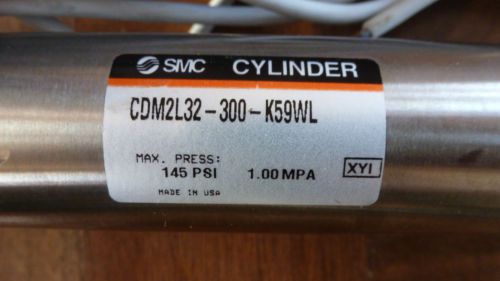 SMC CYLINDER
CDM2L32-300-K59WL
MAX. PRESS:
145 PSI 1.00 MPA
XYI
MADE IN USA